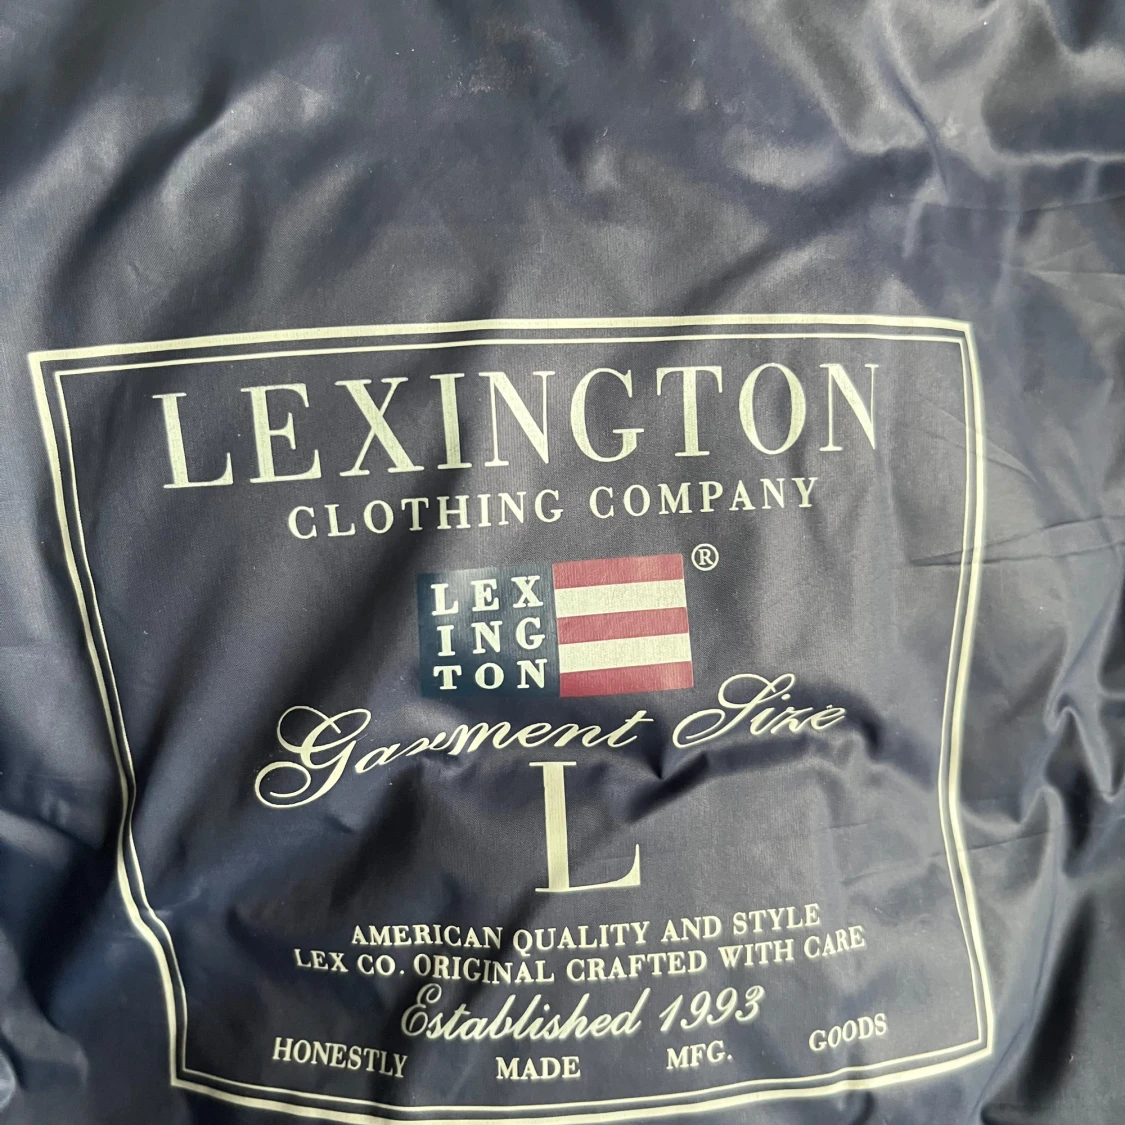 LEXINGTON
CLOTHING COMPANY
LEX
ING
TON
®
Garment Size
L
AMERICAN QUALITY AND STYLE
LEX CO. ORIGINAL CRAFTED WITH CARE
Established 1993
HONESTLY MADE MFG. GOODS